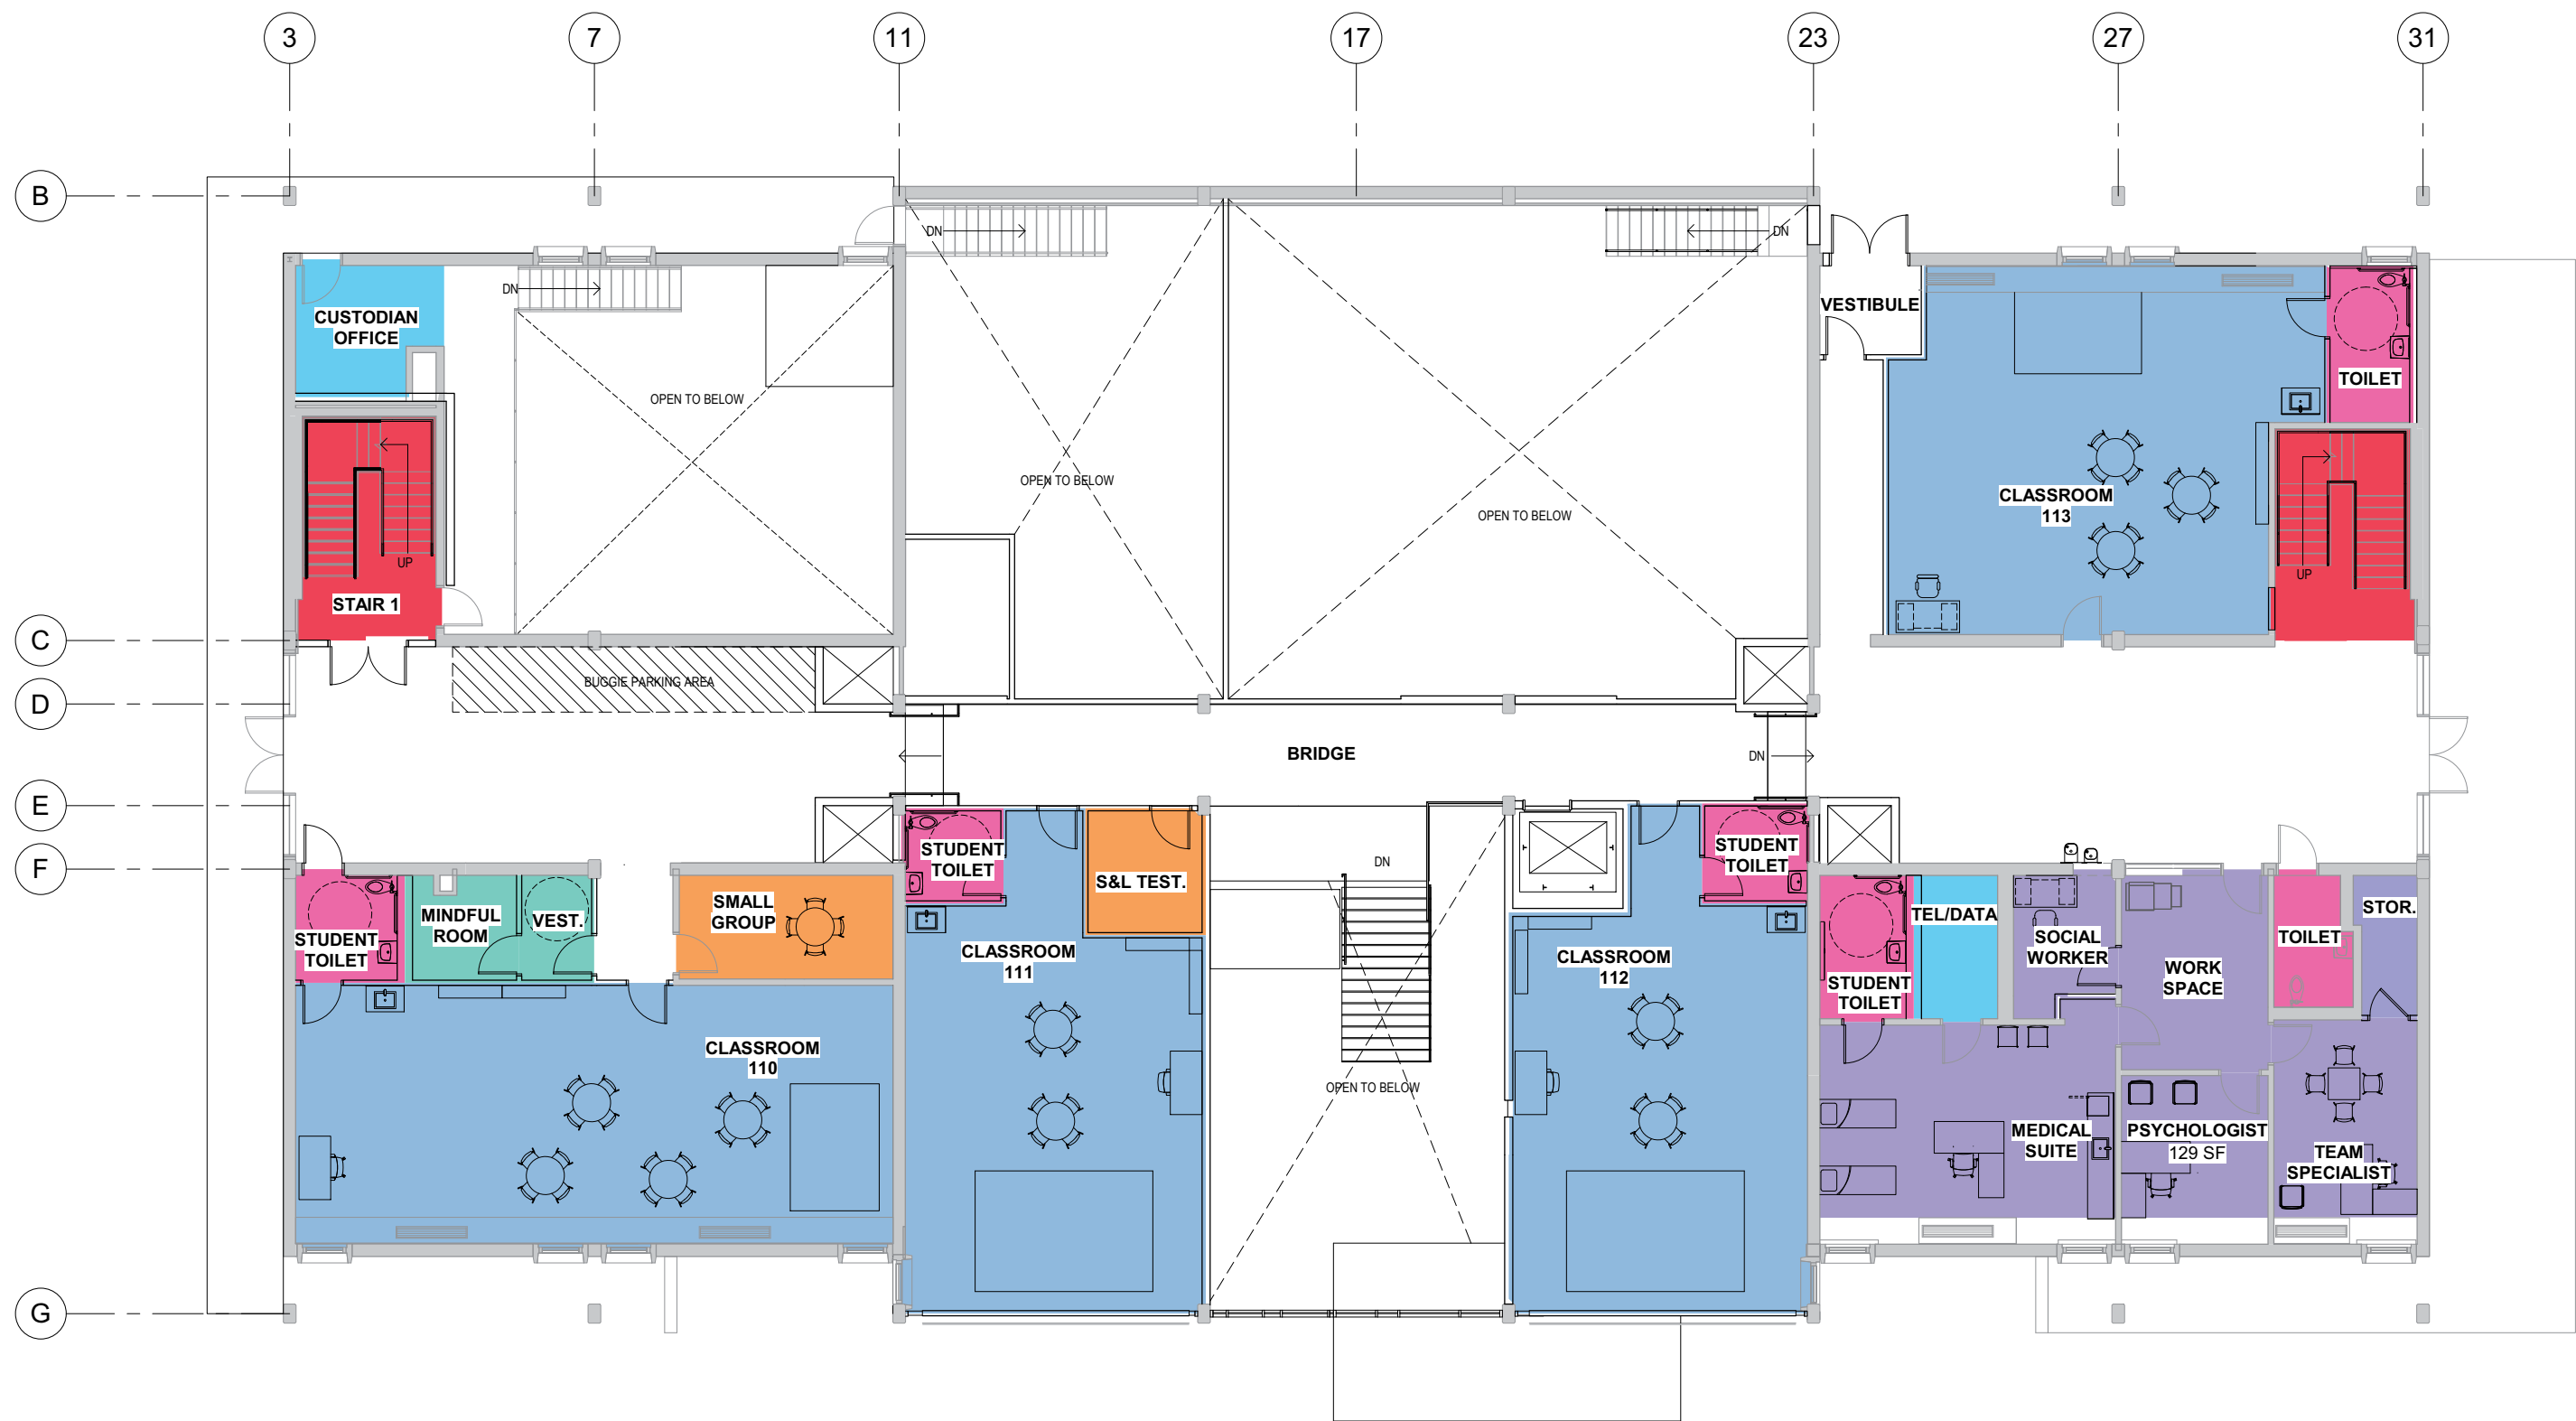 3
7
11
17
23
27
31
B
C
D
E
F
G
DN
DN
DN
CUSTODIAN
OFFICE
VESTIBULE
TOILET
OPEN TO BELOW
OPEN TO BELOW
OPEN TO BELOW
CLASSROOM
113
UP
UP
STAIR 1
BUGGIE PARKING AREA
BRIDGE
DN
STUDENT
TOILET
S&L TEST.
DN
STUDENT
TOILET
STUDENT
TOILET
MINDFUL
ROOM
VEST.
SMALL
GROUP
CLASSROOM
111
CLASSROOM
112
STUDENT
TOILET
TEL/DATA
SOCIAL
WORKER
WORK
SPACE
TOILET
STOR.
CLASSROOM
110
OPEN TO BELOW
MEDICAL
SUITE
PSYCHOLOGIST
129 SF
TEAM
SPECIALIST